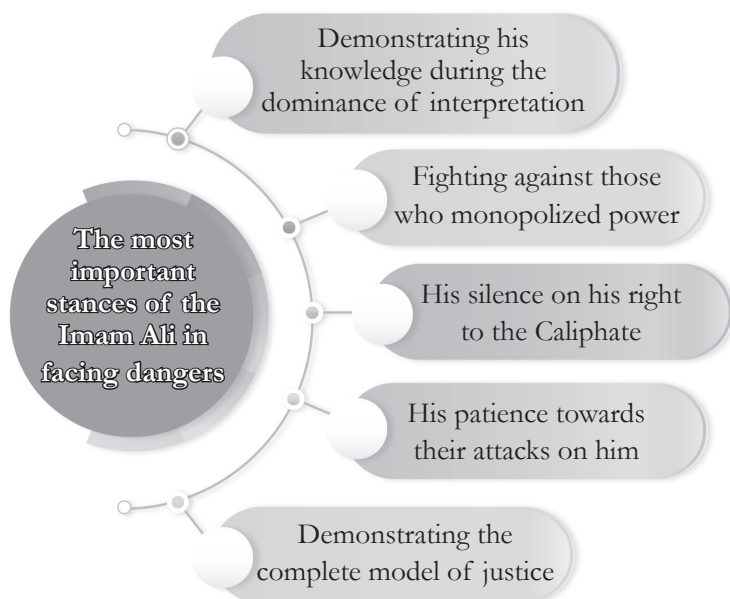 The most
important
stances of the
Imam Ali in
facing dangers
Demonstrating his
knowledge during the
dominance of interpretation
Fighting against those
who monopolized power
His silence on his right
to the Caliphate
His patience towards
their attacks on him
Demonstrating the
complete model of justice